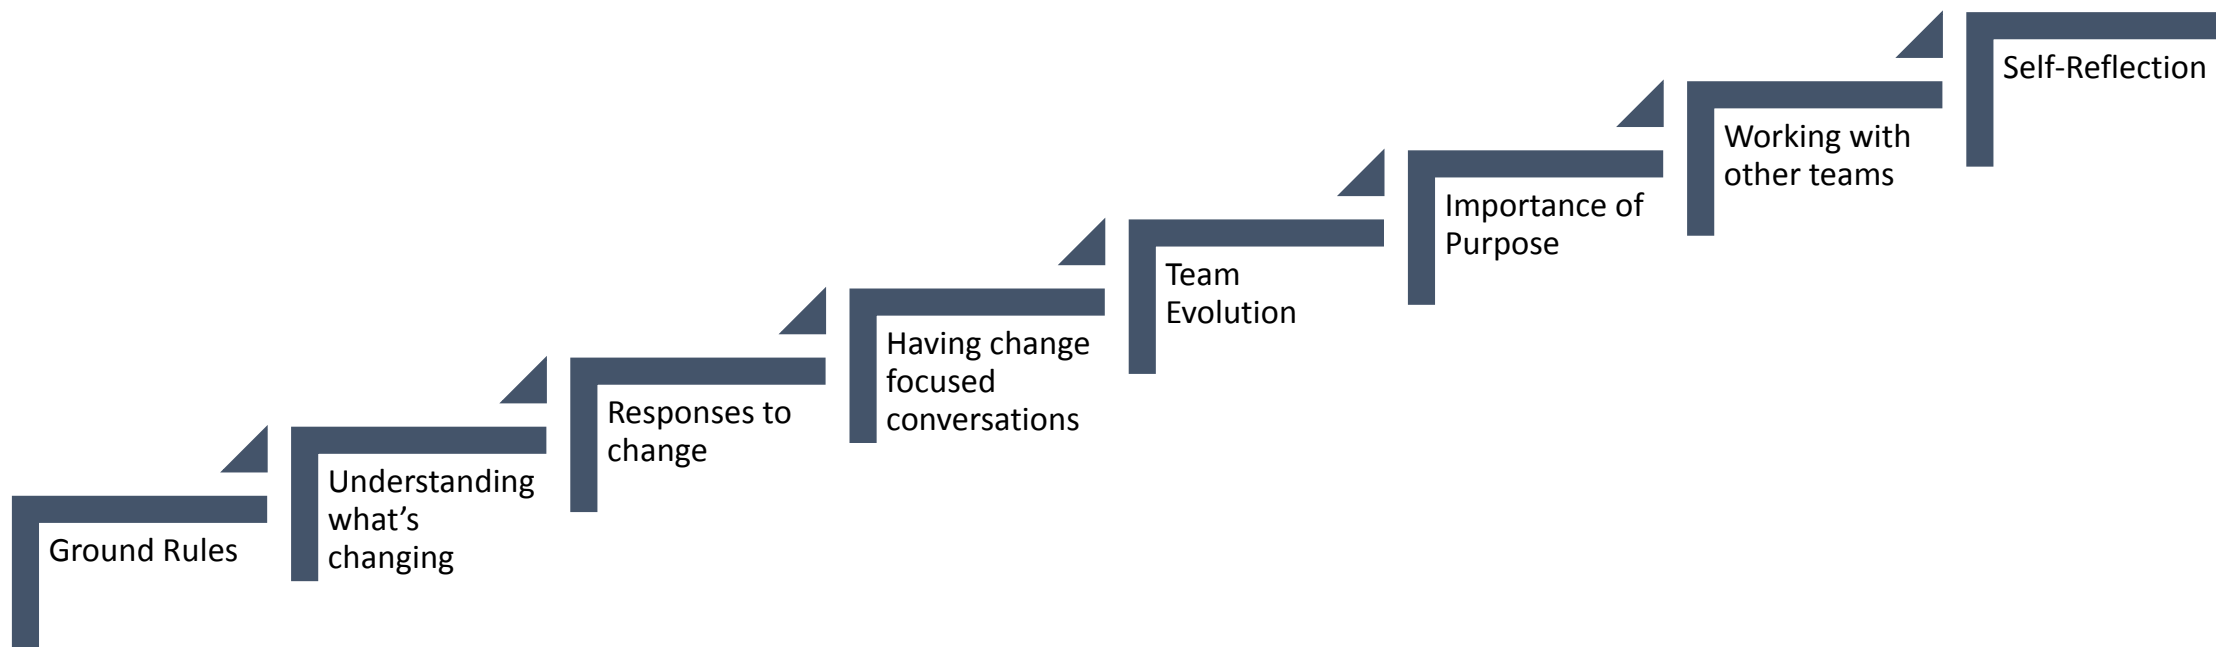 Ground Rules
Understanding
what’s
changing
Responses to
change
Having change
focused
conversations
Team
Evolution
Importance of
Purpose
Working with
other teams
Self-Reflection